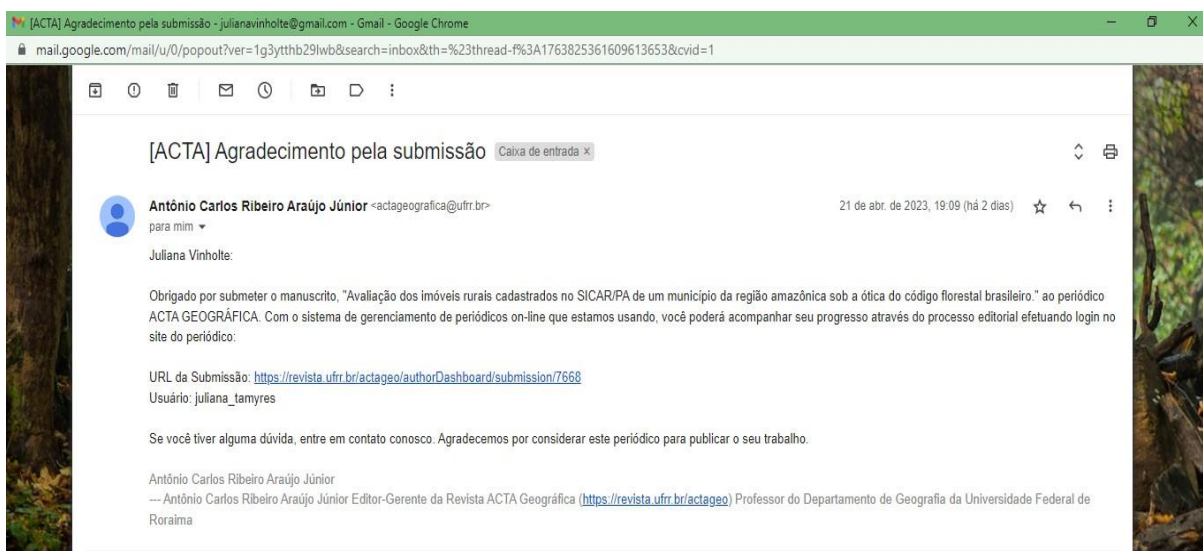 [ACTA] Agradecimento pela submissão - julianavinholte@gmail.com - Gmail - Google Chrome
mail.google.com/mail/u/0/popout?ver=1g3ytthb29lwb&search=inbox&th=%23thread-f%3A1763825361609613653&cvid=1
[ACTA] Agradecimento pela submissão Caixa de entrada x
Antônio Carlos Ribeiro Araújo Júnior <actageografica@ufrr.br> 21 de abr. de 2023, 19:09 (há 2 dias)
para mim
Juliana Vinholte:
Obrigado por submeter o manuscrito, "Avaliação dos imóveis rurais cadastrados no SICAR/PA de um município da região amazônica sob a ótica do código florestal brasileiro." ao periódico
ACTA GEOGRÁFICA. Com o sistema de gerenciamento de periódicos on-line que estamos usando, você poderá acompanhar seu progresso através do processo editorial efetuando login no
site do periódico:
URL da Submissão: https://revista.ufrr.br/actageo/authorDashboard/submission/7668
Usuário: juliana_tamyres
Se você tiver alguma dúvida, entre em contato conosco. Agradecemos por considerar este periódico para publicar o seu trabalho.
Antônio Carlos Ribeiro Araújo Júnior
--- Antônio Carlos Ribeiro Araújo Júnior Editor-Gerente da Revista ACTA Geográfica (https://revista.ufrr.br/actageo) Professor do Departamento de Geografia da Universidade Federal de
Roraima